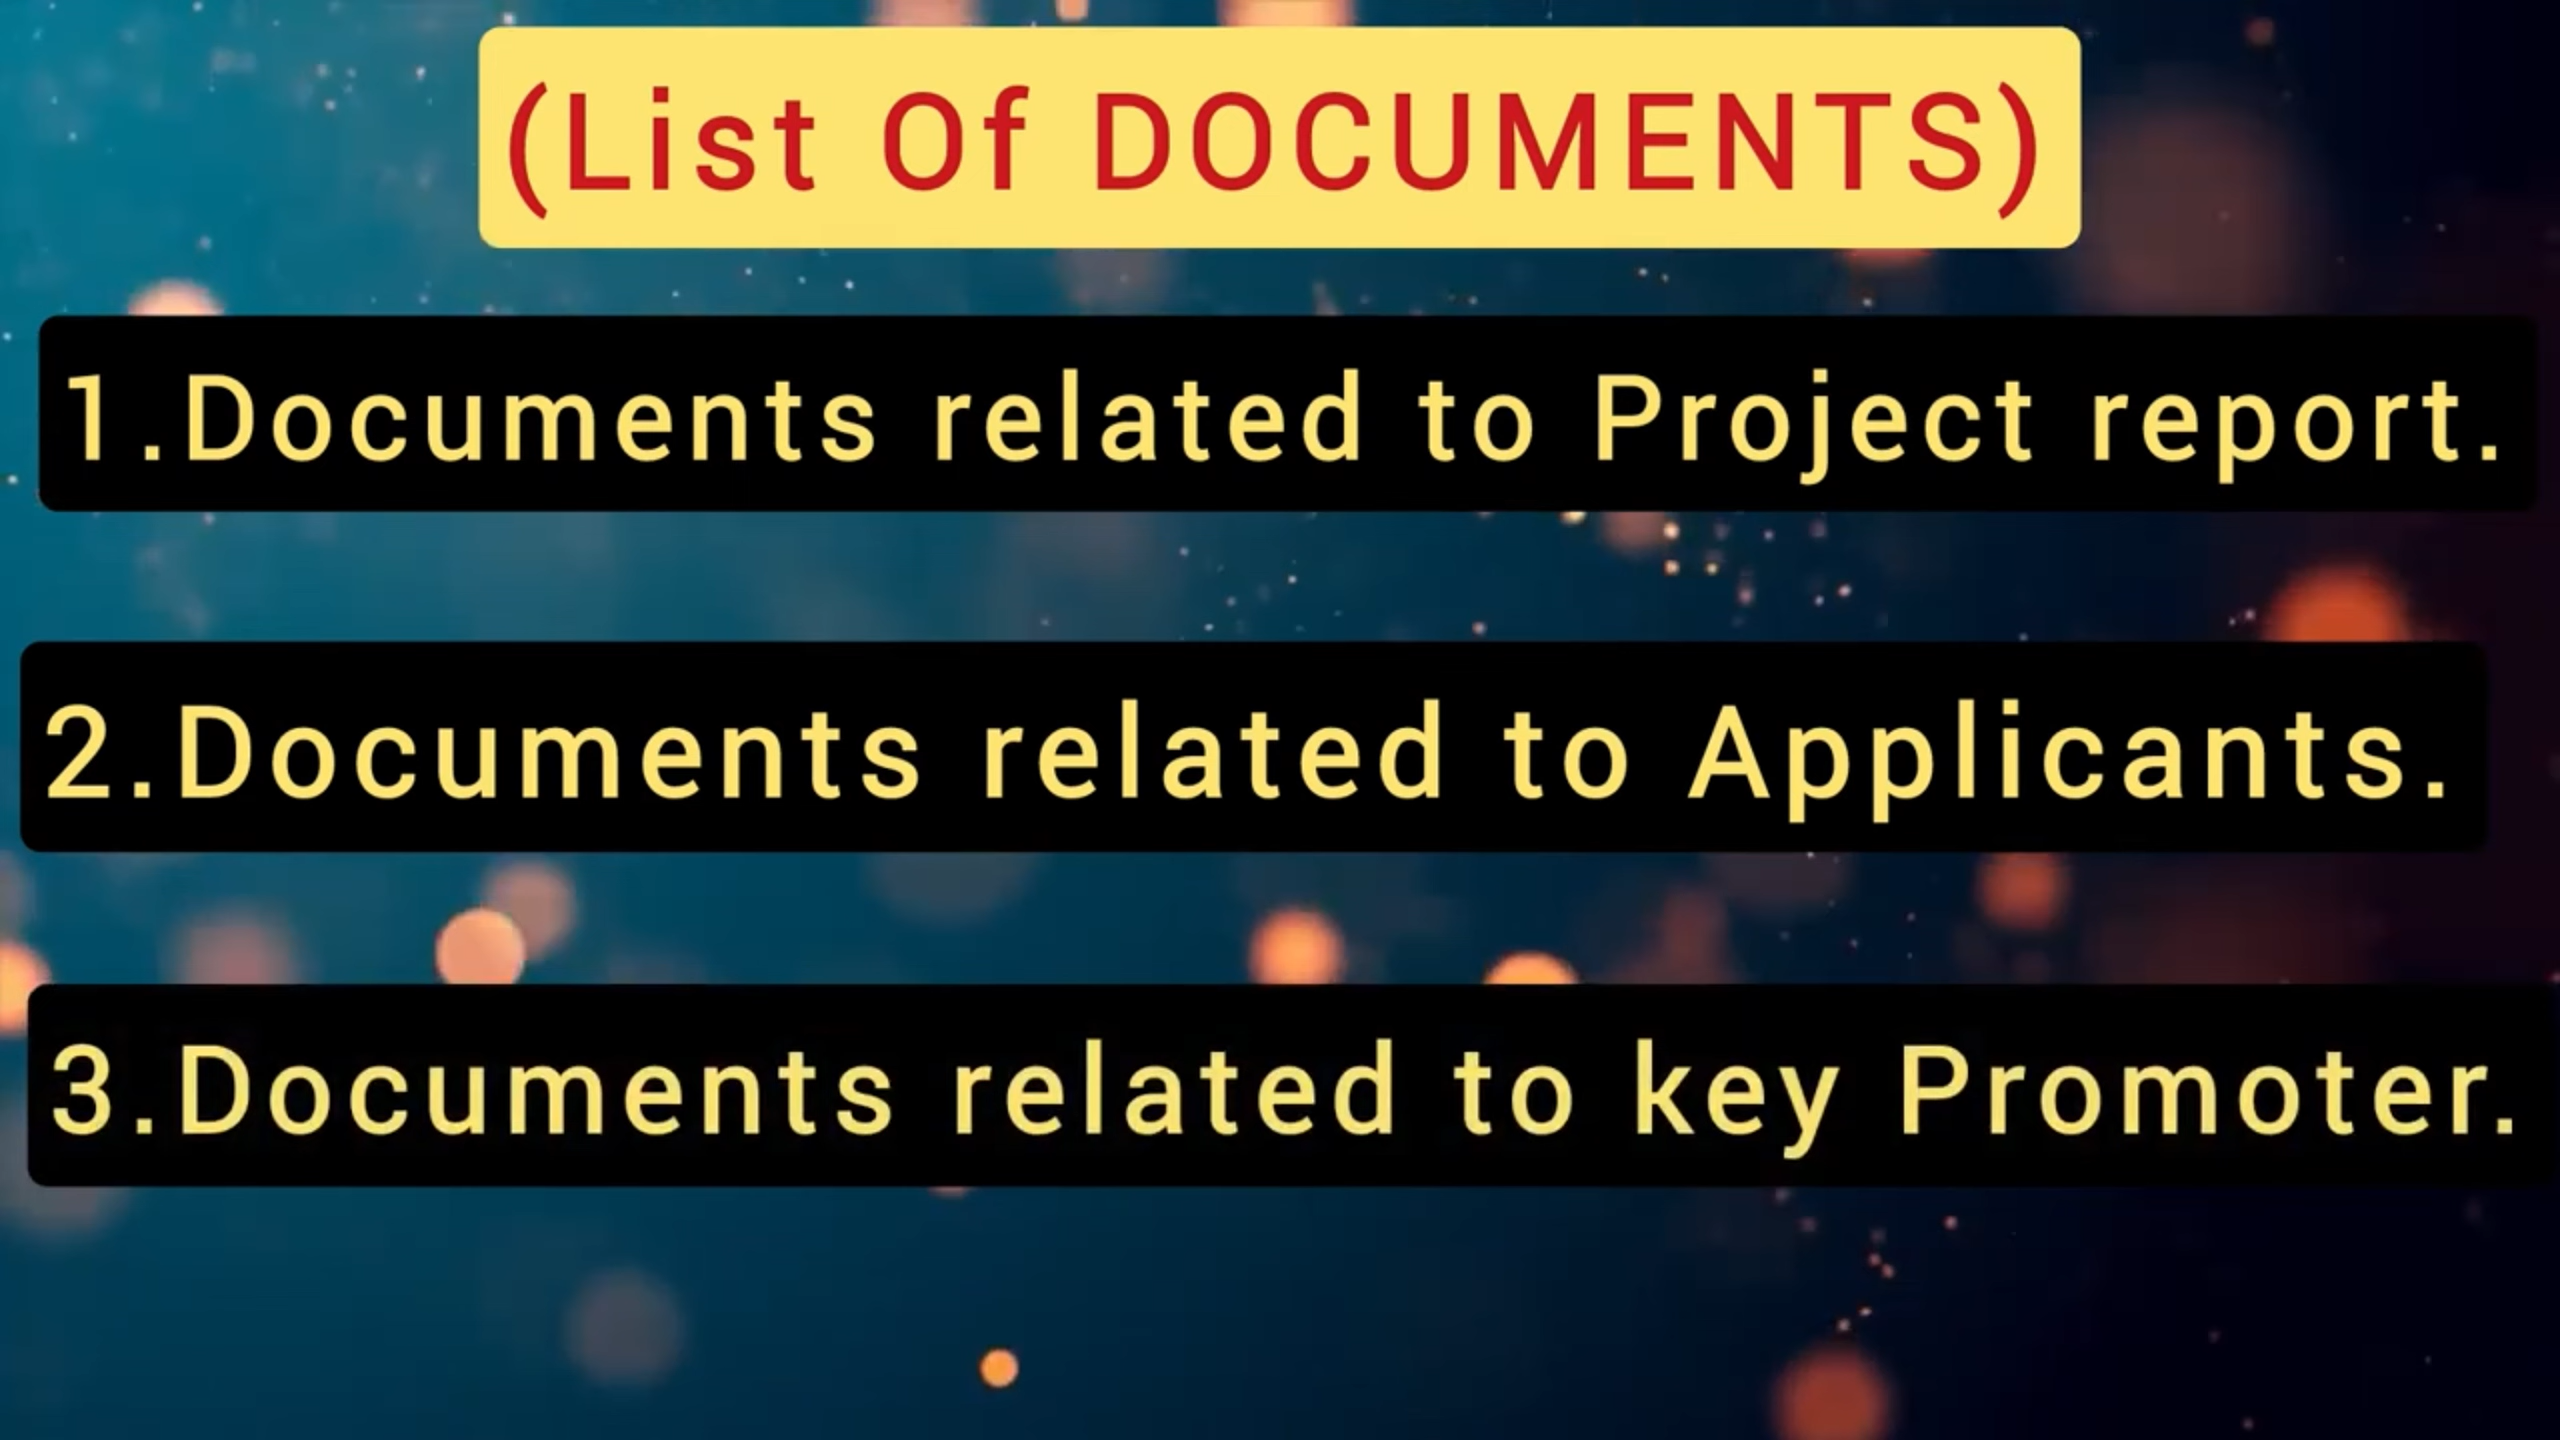 (List Of DOCUMENTS)
1.Documents related to Project report.
2.Documents related to Applicants.
3.Documents related to key Promoter.